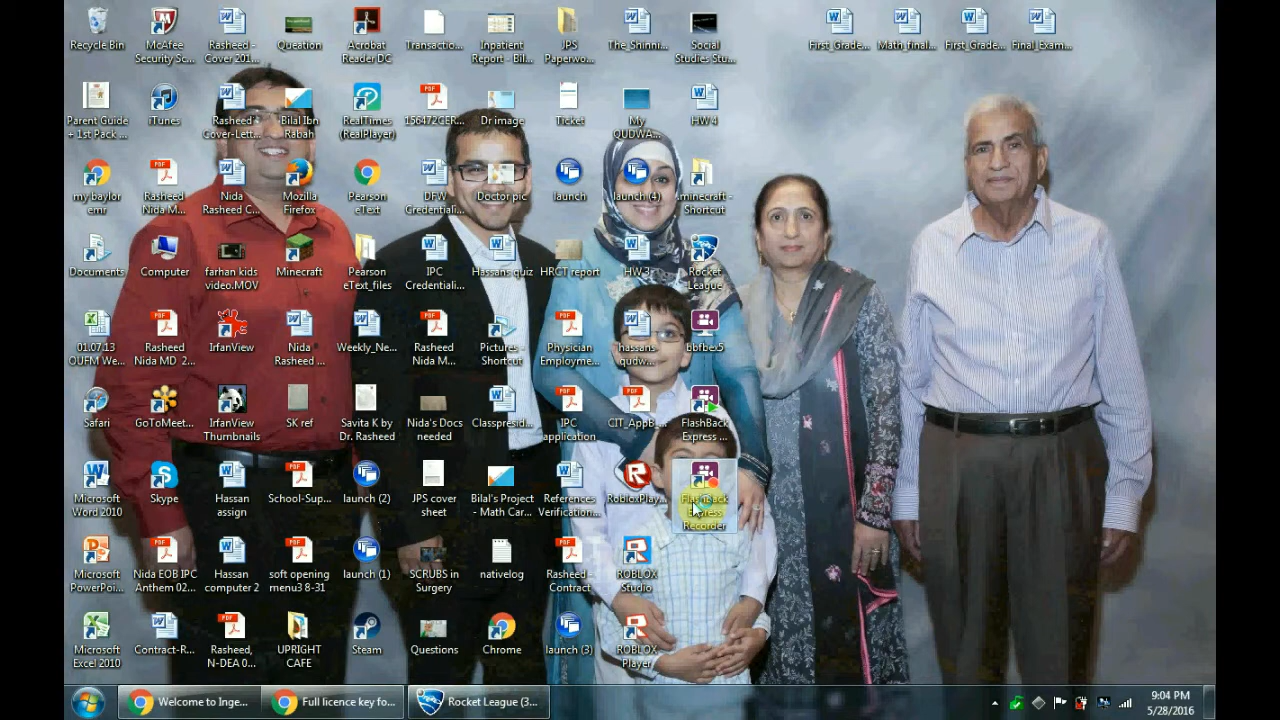 Recycle Bin
McAfee
Security Sc...
Rasheed -
Cover 201...
Queation
Acrobat
Reader DC
Transactio...
Inpatient
Report - Bil...
JPS
Paperwo...
The_Shinni...
Social
Studies Stu...
First_Grade...
Math_final...
First_Grade...
Final_Exam...
Parent Guide
+ 1st Pack ...
iTunes
Rasheed
Cover-Lett...
Bilal Ibn
Rabah
RealTimes
(RealPlayer)
156472CER...
Dr image
Ticket
My
QUDWA...
HW 4
my baylor
emr
Rasheed
Nida M...
Nida
Rasheed C...
Mozilla
Firefox
Pearson
eText
DFW
Credentiali...
Doctor pic
launch
launch (4)
.minecraft -
Shortcut
Documents
Computer
farhan kids
video.MOV
Minecraft
Pearson
eText_files
IPC
Credentiali...
Hassans quiz
HRCT report
HW 3
Rocket
League
01.07.13
OUFM We...
Rasheed
Nida MD 2...
IrfanView
Nida
Rasheed ...
Weekly_Ne...
Rasheed
Nida M...
Pictures -
Shortcut
Physician
Employme...
hassans
qudw...
bbfbex5
Safari
GoToMeet...
IrfanView
Thumbnails
SK ref
Savita K by
Dr. Rasheed
Nida's Docs
needed
Classpresid...
IPC
application
CIT_AppB...
FlashBack
Express ...
Microsoft
Word 2010
Skype
Hassan
assign
School-Sup...
launch (2)
JPS cover
sheet
Bilal's Project
- Math Car...
References
Verification...
RobloxPlay...
FlashBack
Express
Recorder
Microsoft
PowerPoi...
Nida EOB IPC
Anthem 02...
Hassan
computer 2
soft opening
menu3 8-31
launch (1)
SCRUBS in
Surgery
nativelog
Rasheed -
Contract
ROBLOX
Studio
Microsoft
Excel 2010
Contract-R...
Rasheed,
N-DEA 0...
UPRIGHT
CAFE
Steam
Questions
Chrome
launch (3)
ROBLOX
Player
Welcome to Inge...
Full licence key fo...
Rocket League (3...
9:04 PM
5/28/2016